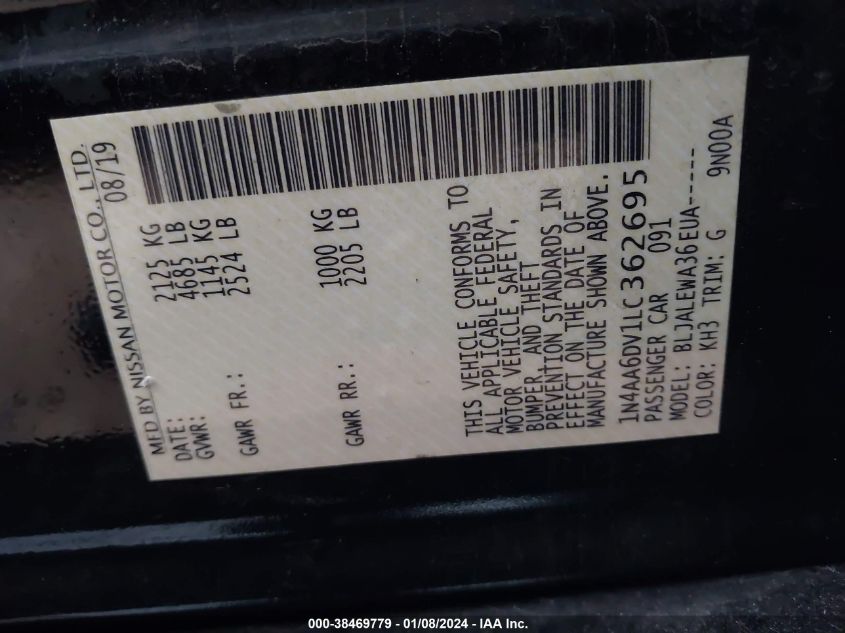 MFD BY NISSAN MOTOR CO., LTD.
DATE: 08/19
GVWR: 2125 KG
4685 LB
GAWR FR.: 1145 KG
2524 LB
GAWR RR.: 1000 KG
2205 LB
THIS VEHICLE CONFORMS TO
ALL APPLICABLE FEDERAL
MOTOR VEHICLE SAFETY,
BUMPER, AND THEFT
PREVENTION STANDARDS IN
EFFECT ON THE DATE OF
MANUFACTURE SHOWN ABOVE.
1N4AA6DV1LC362695
PASSENGER CAR 091
MODEL: BLJALEWA36EUA-----
COLOR: KH3 TRIM: G 9N00A
000-38469779 - 01/08/2024 - IAA Inc.